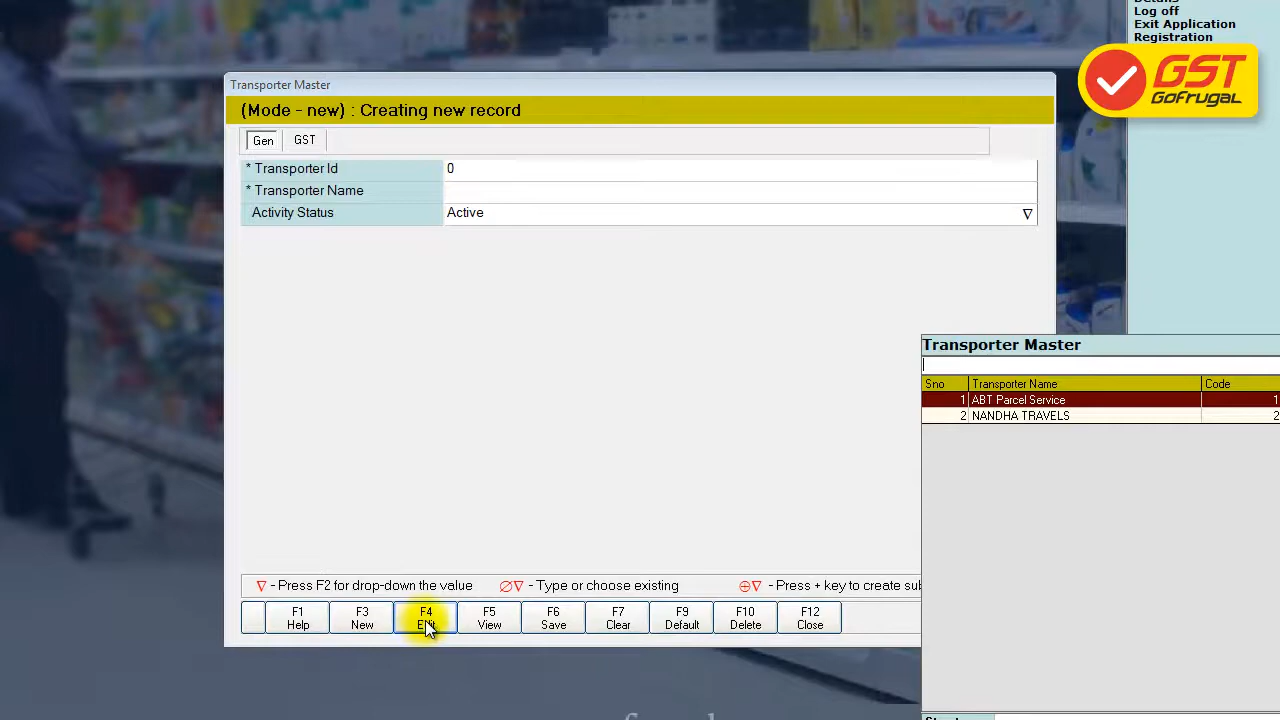 Log off
Exit Application
Registration
GST
GOFRUGAL
Transporter Master
(Mode - new) : Creating new record
Gen GST
* Transporter Id 0
* Transporter Name
Activity Status Active
Transporter Master
Sno Transporter Name Code
1 ABT Parcel Service 1
2 NANDHA TRAVELS 2
- Press F2 for drop-down the value - Type or choose existing - Press + key to create
F1 F3 F4 F5 F6 F7 F9 F10 F12
Help New Edit View Save Clear Default Delete Close